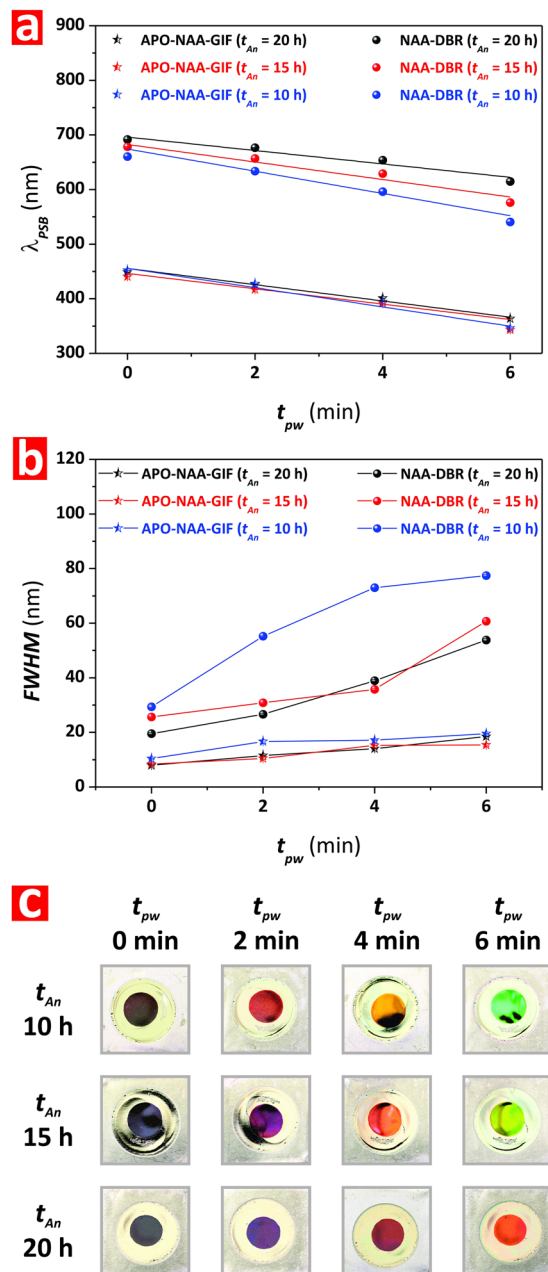 a
900
800
700
600
500
400
300
λPSB (nm)
APO-NAA-GIF (tAn = 20 h) NAA-DBR (tAn = 20 h)
APO-NAA-GIF (tAn = 15 h) NAA-DBR (tAn = 15 h)
APO-NAA-GIF (tAn = 10 h) NAA-DBR (tAn = 10 h)
0 2 4 6
tpw (min)
b
120
100
80
60
40
20
0
FWHM (nm)
APO-NAA-GIF (tAn = 20 h) NAA-DBR (tAn = 20 h)
APO-NAA-GIF (tAn = 15 h) NAA-DBR (tAn = 15 h)
APO-NAA-GIF (tAn = 10 h) NAA-DBR (tAn = 10 h)
0 2 4 6
tpw (min)
c
tpw tpw tpw tpw
0 min 2 min 4 min 6 min
tAn
10 h
tAn
15 h
tAn
20 h